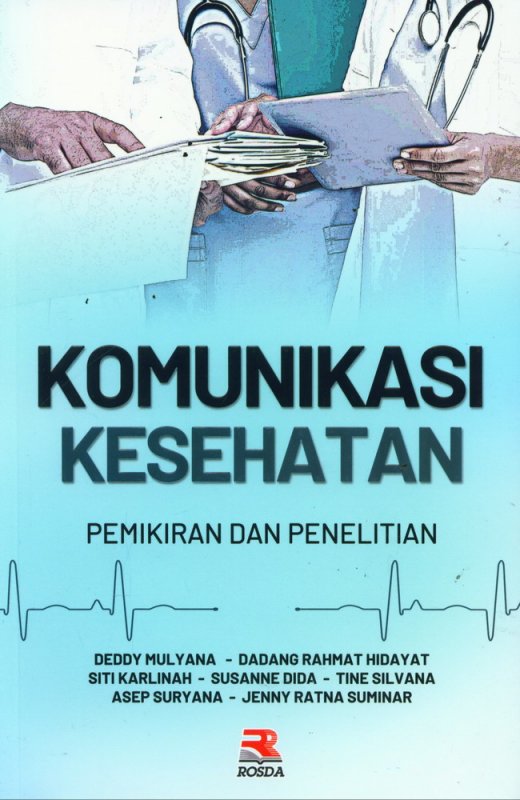 KOMUNIKASI
KESEHATAN
PEMIKIRAN DAN PENELITIAN
DEDDY MULYANA - DADANG RAHMAT HIDAYAT
SITI KARLINAH - SUSANNE DIDA - TINE SILVANA
ASEP SURYANA - JENNY RATNA SUMINAR
ROSDA